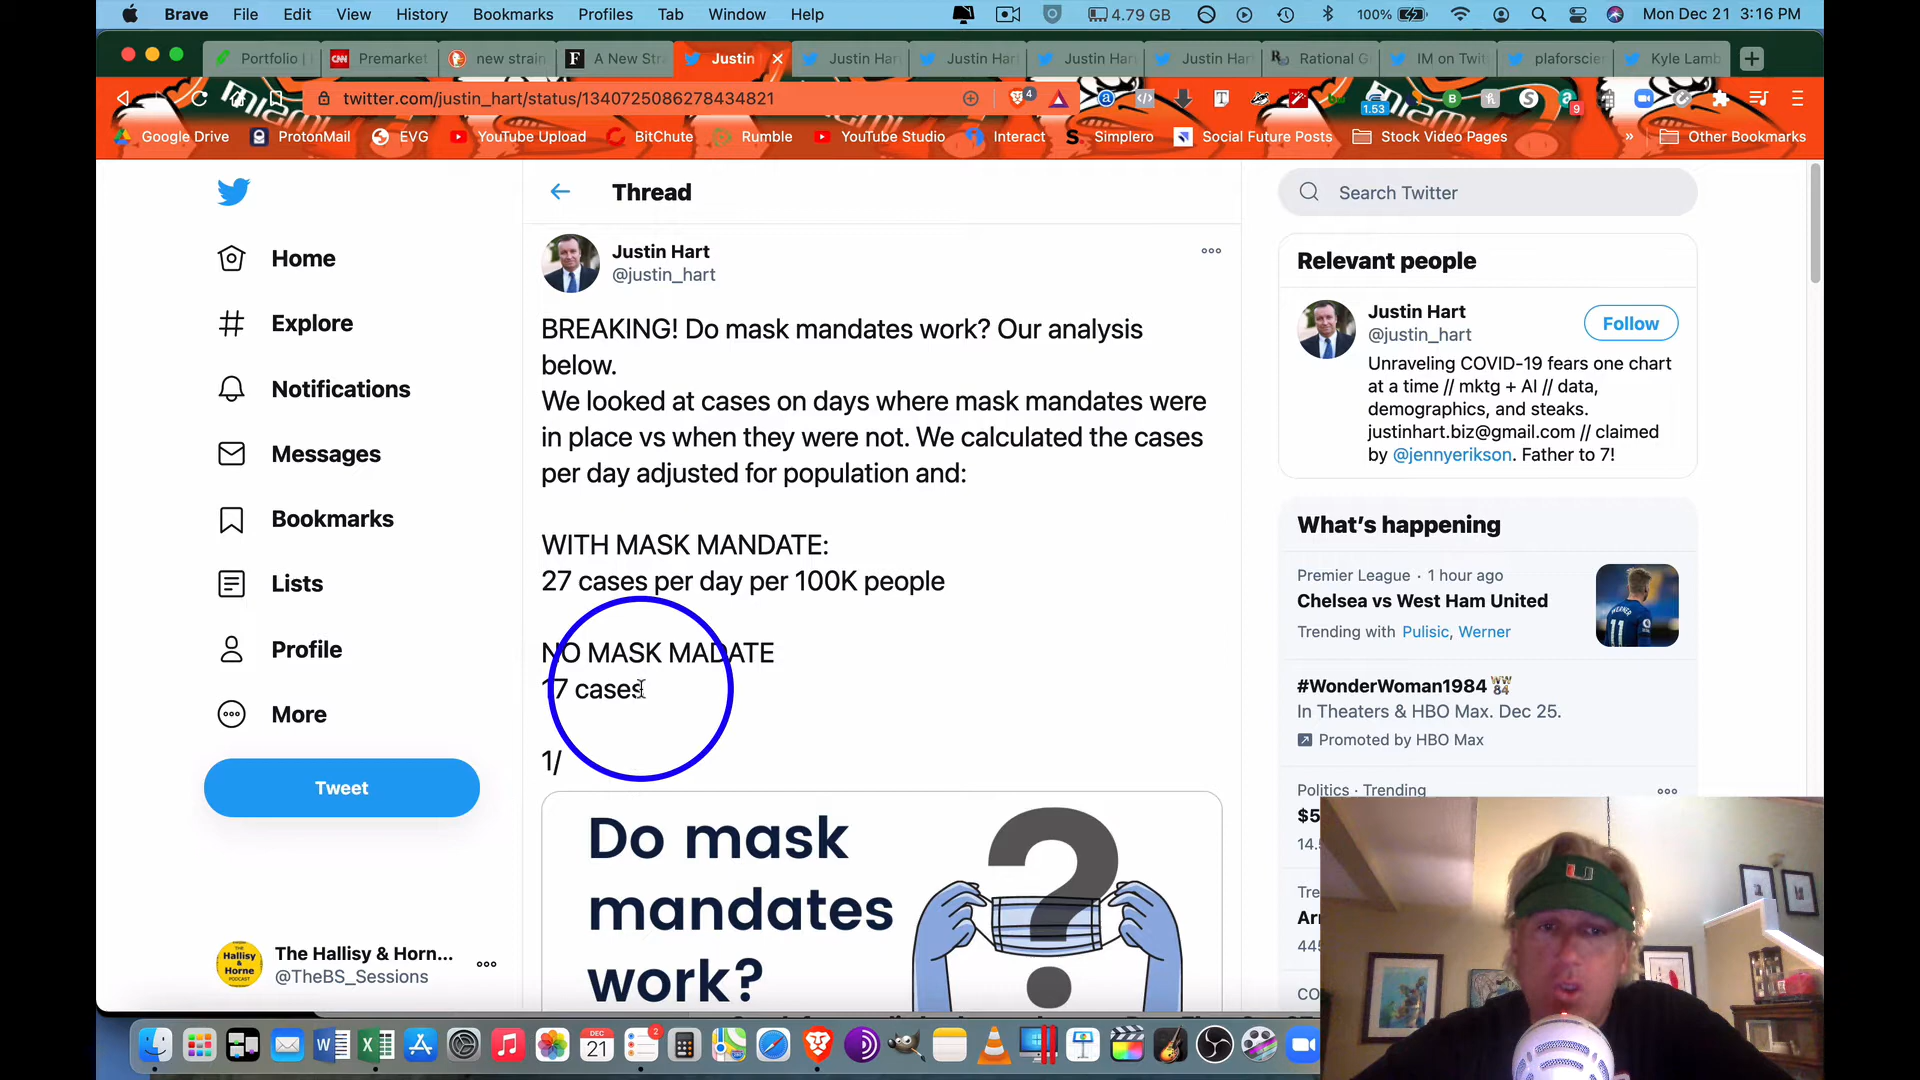 Brave File Edit View History Bookmarks Profiles Tab Window Help 4.79 GB 100% Mon Dec 21 3:16 PM
Portfolio | Premarke new strain A New Stra Justin Justin Har Justin Har Justin Har Justin Har Rational G IM on Twit plaforscien Kyle Lamb
twitter.com/justin_hart/status/1340725086278434821
Google Drive ProtonMail EVG YouTube Upload BitChute Rumble YouTube Studio Interact Simplero Social Future Posts Stock Video Pages » Other Bookmarks
Home
Explore
Notifications
Messages
Bookmarks
Lists
Profile
More
Tweet
The Hallisy & Horn...
@TheBS_Sessions
Thread
Justin Hart
@justin_hart
BREAKING! Do mask mandates work? Our analysis
below.
We looked at cases on days where mask mandates were
in place vs when they were not. We calculated the cases
per day adjusted for population and:
WITH MASK MANDATE:
27 cases per day per 100K people
NO MASK MADATE
17 cases
1/
Do mask
mandates
work?
Search Twitter
Relevant people
Justin Hart
@justin_hart
Follow
Unraveling COVID-19 fears one chart
at a time // mktg + AI // data,
demographics, and steaks.
justinhart.biz@gmail.com // claimed
by @jennyerikson. Father to 7!
What's happening
Premier League · 1 hour ago
Chelsea vs West Ham United
Trending with Pulisic, Werner
#WonderWoman1984
In Theaters & HBO Max. Dec 25.
Promoted by HBO Max
Politics · Trending